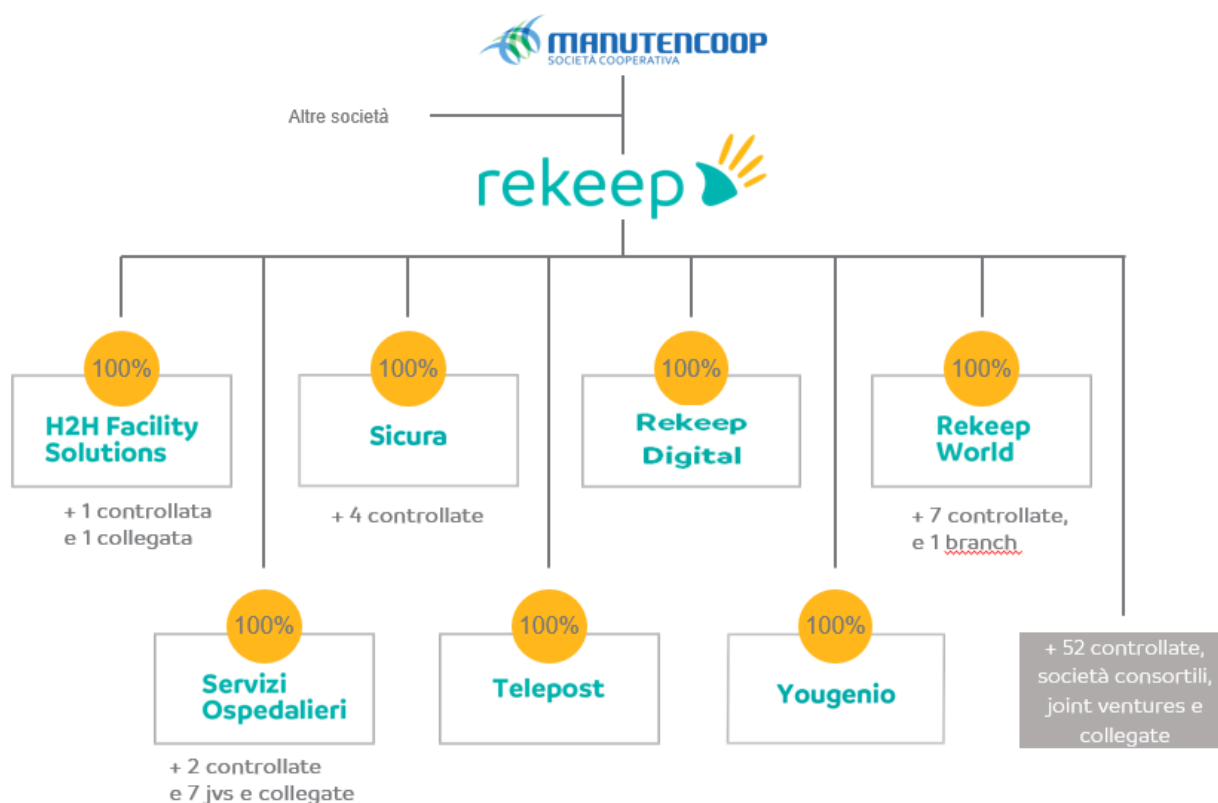 MANUTENCOOP
SOCIETÀ COOPERATIVA
Altre società
rekeep
100%
H2H Facility
Solutions
+ 1 controllata
e 1 collegata
100%
Sicura
+ 4 controllate
100%
Rekeep
Digital
100%
Rekeep
World
+ 7 controllate,
e 1 branch
100%
Servizi
Ospedalieri
+ 2 controllate
e 7 jvs e collegate
100%
Telepost
100%
Yougenio
+ 52 controllate,
società consortili,
joint ventures e
collegate